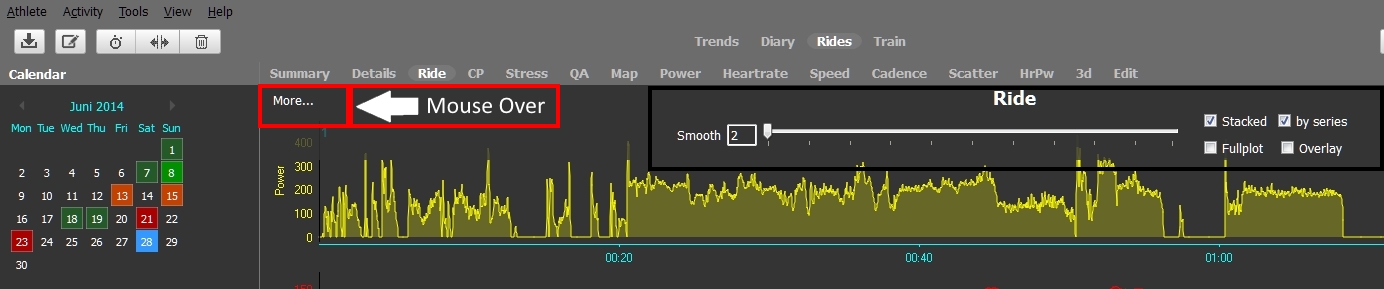 Athlete Activity Tools View Help
Trends Diary Rides Train
Calendar
Summary Details Ride CP Stress QA Map Power Heartrate Speed Cadence Scatter HrPw 3d Edit
Juni 2014
Mon Tue Wed Thu Fri Sat Sun
1
2 3 4 5 6 7 8
9 10 11 12 13 14 15
16 17 18 19 20 21 22
23 24 25 26 27 28 29
30
More...
Mouse Over
Ride
Smooth 2
Stacked by series
Fullplot Overlay
1
Power
400
300
200
100
0
00:20 00:40 01:00
150